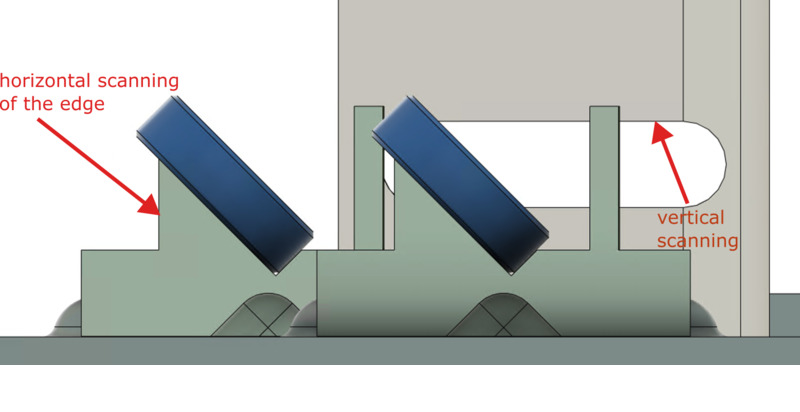 horizontal scanning
of the edge
vertical
scanning